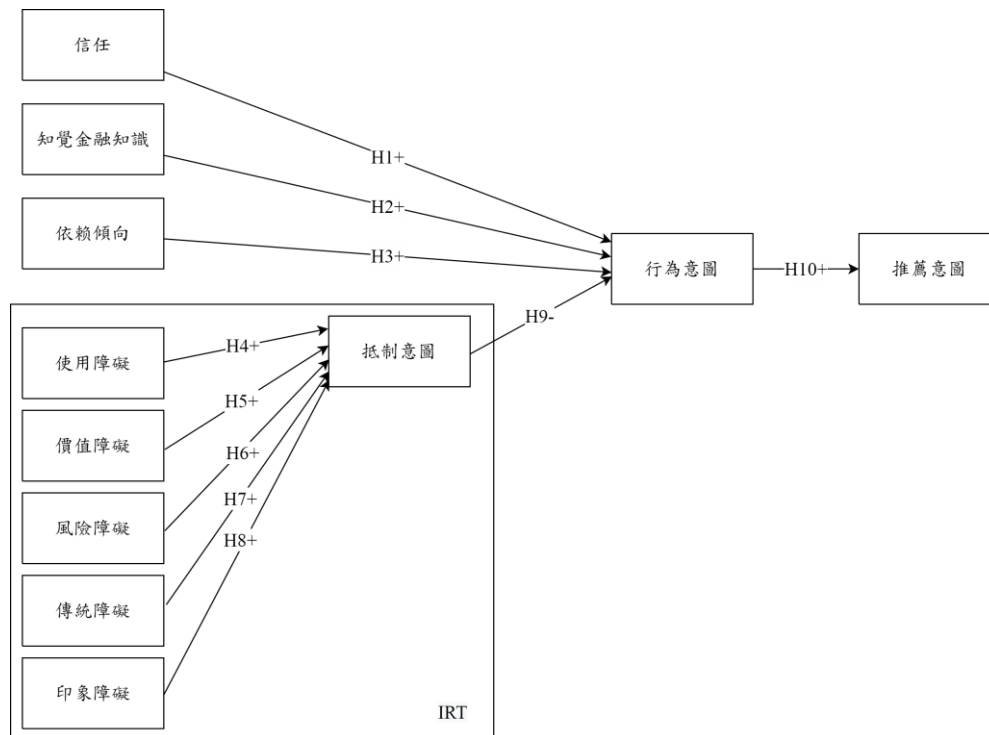 信任
知覺金融知識
依賴傾向
H1+
H2+
H3+
行為意圖
H10+
推薦意圖
H9-
使用障礙
價值障礙
風險障礙
傳統障礙
印象障礙
H4+
H5+
H6+
H7+
H8+
抵制意圖
IRT